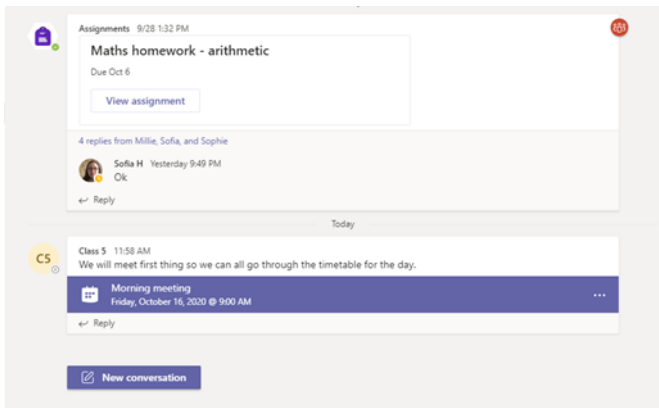 Assignments 9/28 1:32 PM
Maths homework - arithmetic
Due Oct 6
View assignment
4 replies from Millie, Sofia, and Sophie
Sofia H Yesterday 9:49 PM
Ok
Reply
Today
C5
Class 5 11:58 AM
We will meet first thing so we can all go through the timetable for the day.
Morning meeting
Friday, October 16, 2020 @ 9:00 AM
Reply
New conversation